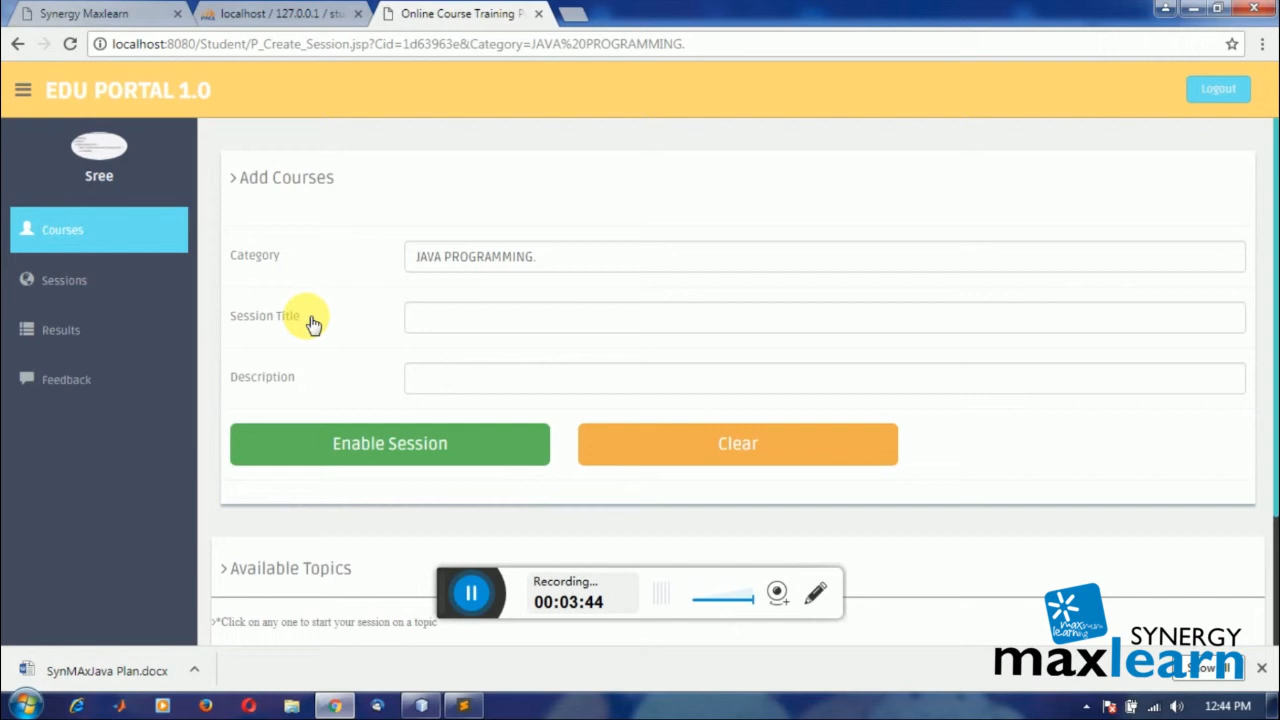 Synergy Maxlearn
localhost / 127.0.0.1 / stu
Online Course Training P
localhost:8080/Student/P_Create_Session.jsp?Cid=1d63963e&Category=JAVA%20PROGRAMMING.
EDU PORTAL 1.0
Logout
Sree
Courses
Sessions
Results
Feedback
> Add Courses
Category
JAVA PROGRAMMING.
Session Title
Description
Enable Session
Clear
> Available Topics
>*Click on any one to start your session on a topic
Recording...
00:03:44
SYNERGY
maxlearn
SynMAxJava Plan.docx
12:44 PM